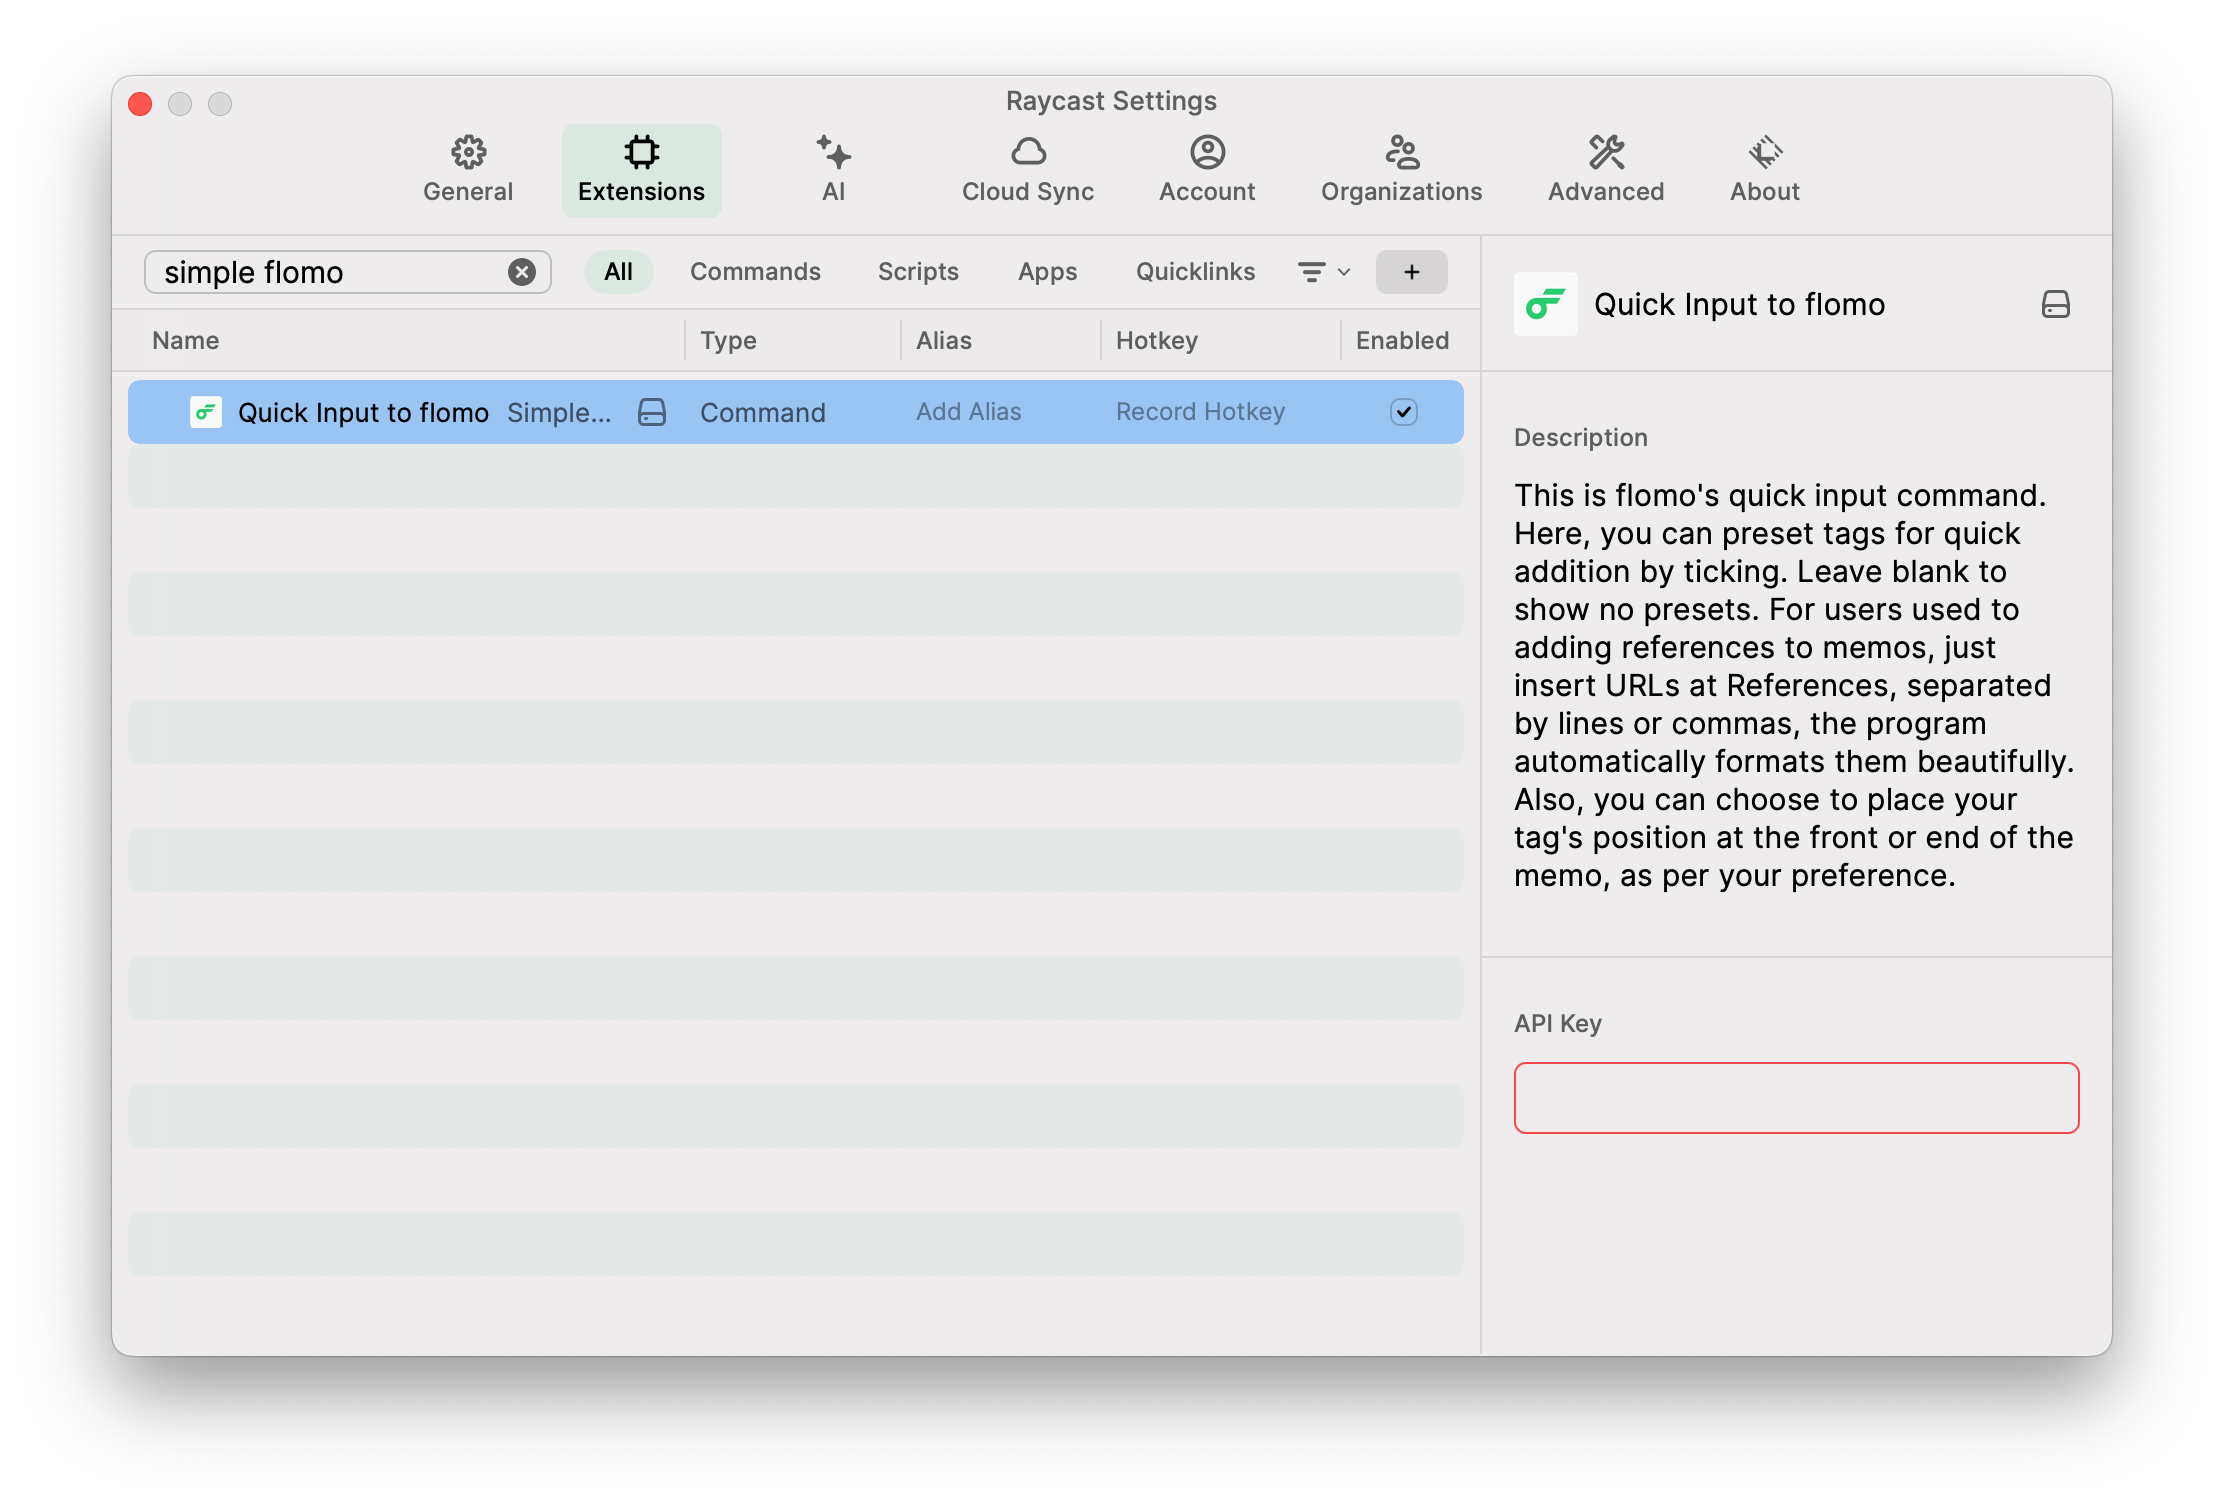 Raycast Settings
General
Extensions
AI
Cloud Sync
Account
Organizations
Advanced
About
simple flomo
All
Commands
Scripts
Apps
Quicklinks
+
Name
Type
Alias
Hotkey
Enabled
Quick Input to flomo Simple...
Command
Add Alias
Record Hotkey
Quick Input to flomo
Description
This is flomo's quick input command.
Here, you can preset tags for quick
addition by ticking. Leave blank to
show no presets. For users used to
adding references to memos, just
insert URLs at References, separated
by lines or commas, the program
automatically formats them beautifully.
Also, you can choose to place your
tag's position at the front or end of the
memo, as per your preference.
API Key